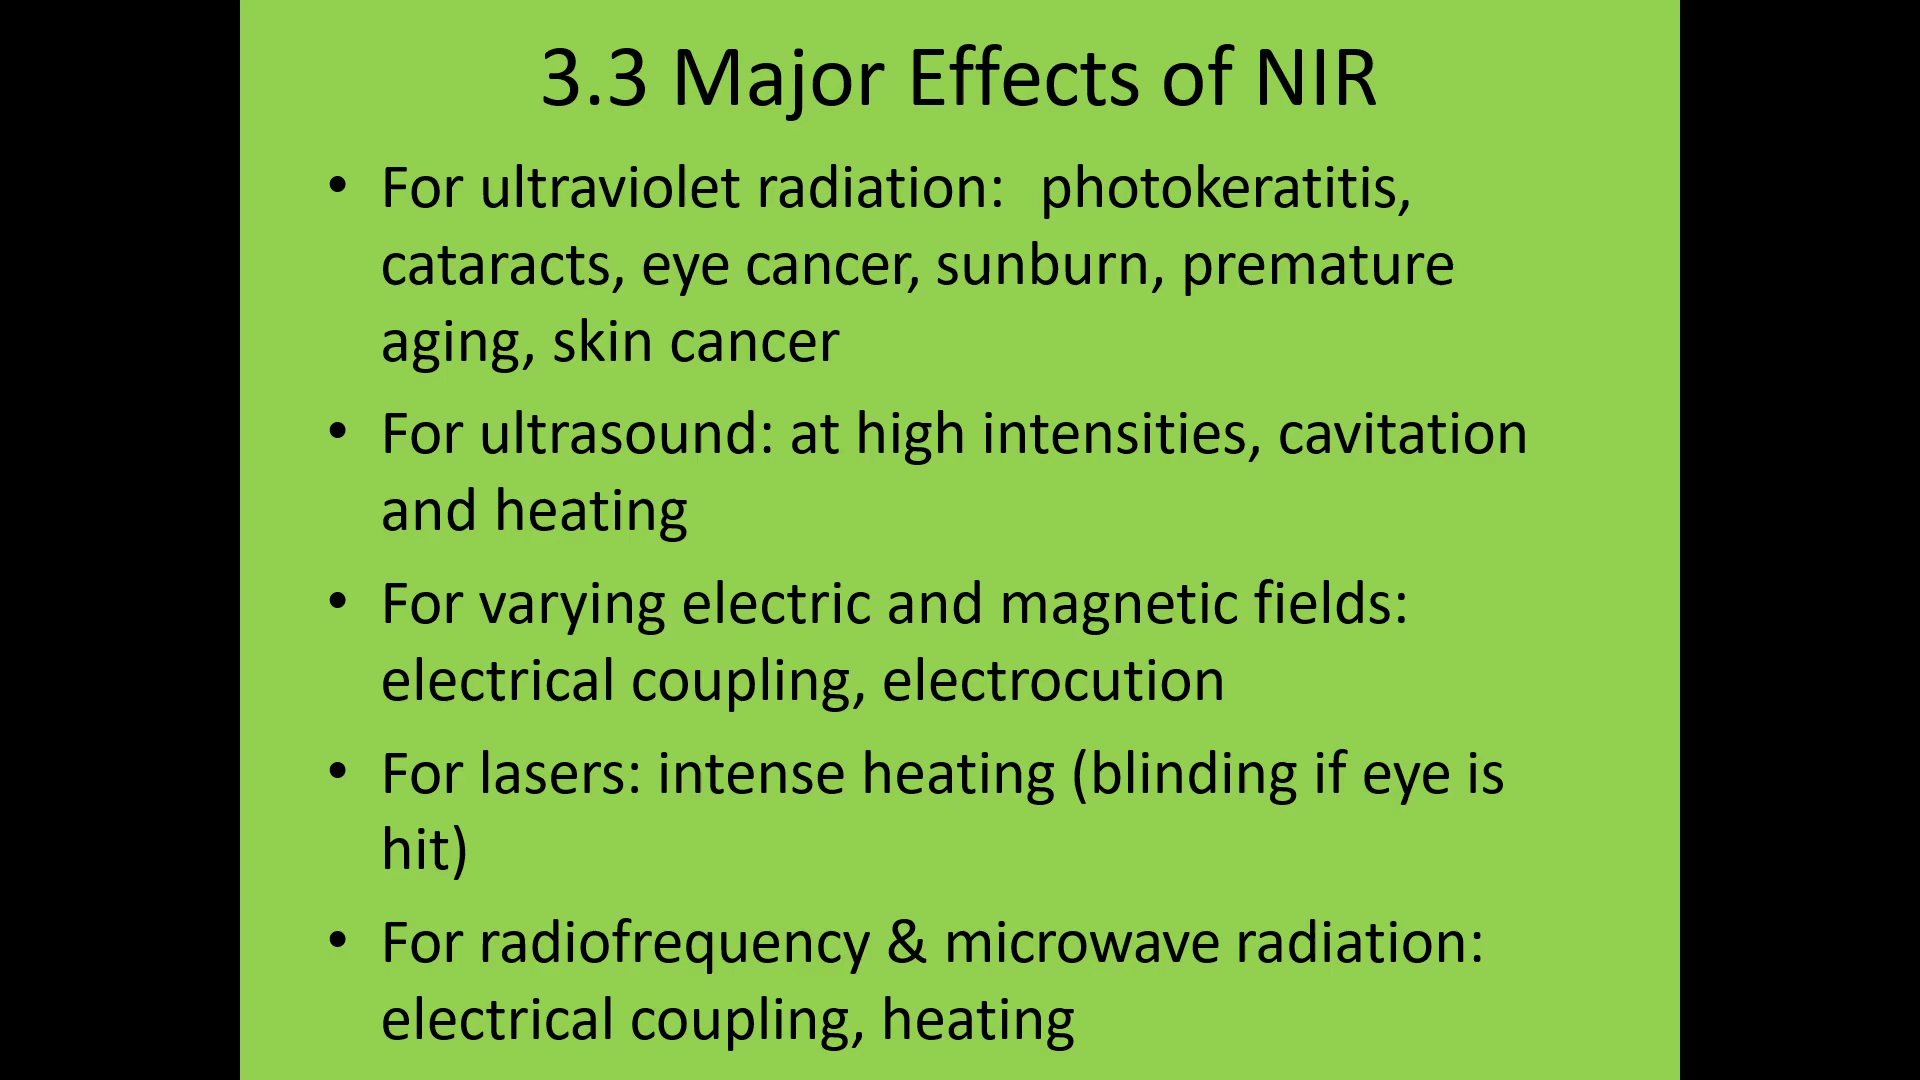 3.3 Major Effects of NIR
• For ultraviolet radiation: photokeratitis,
cataracts, eye cancer, sunburn, premature
aging, skin cancer
• For ultrasound: at high intensities, cavitation
and heating
• For varying electric and magnetic fields:
electrical coupling, electrocution
• For lasers: intense heating (blinding if eye is
hit)
• For radiofrequency & microwave radiation:
electrical coupling, heating